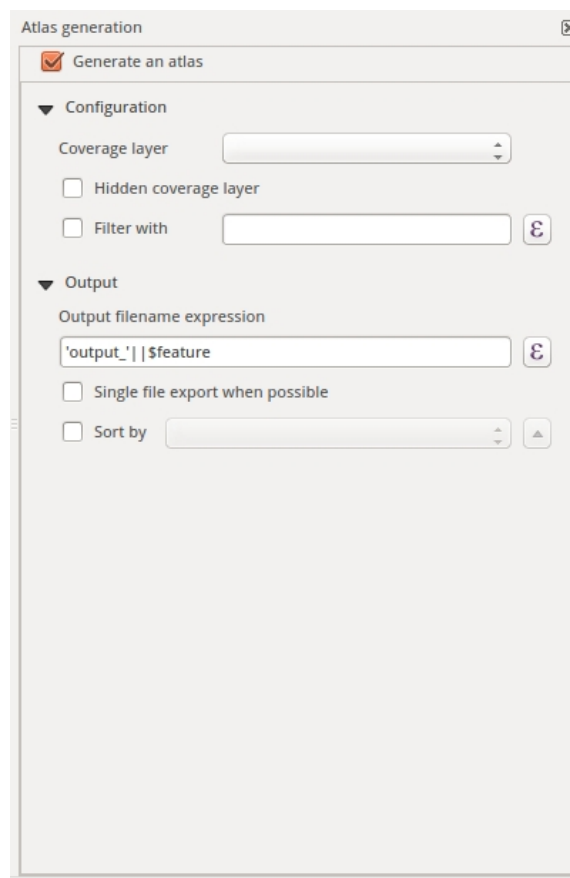 Atlas generation
Generate an atlas
Configuration
Coverage layer
Hidden coverage layer
Filter with
ε
Output
Output filename expression
'output_'||$feature
ε
Single file export when possible
Sort by